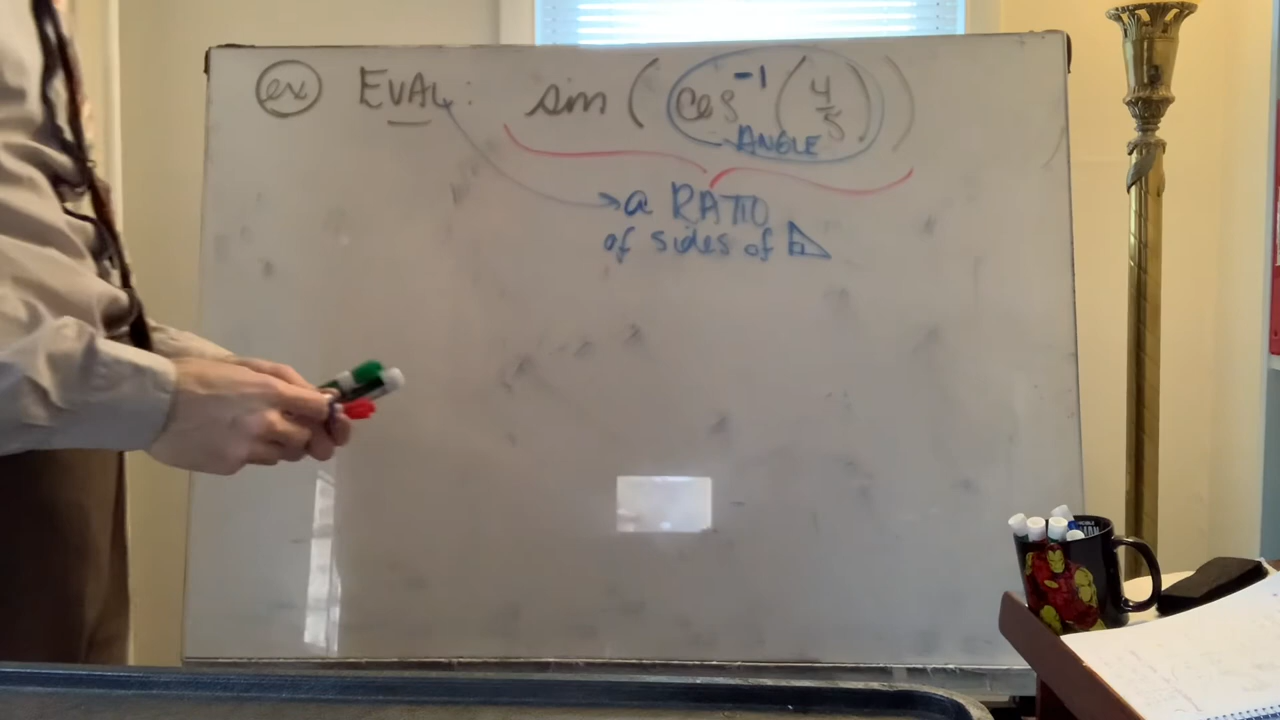 ex EVAL: sin(cos⁻¹(4/5))
ANGLE
a RATIO
of sides of